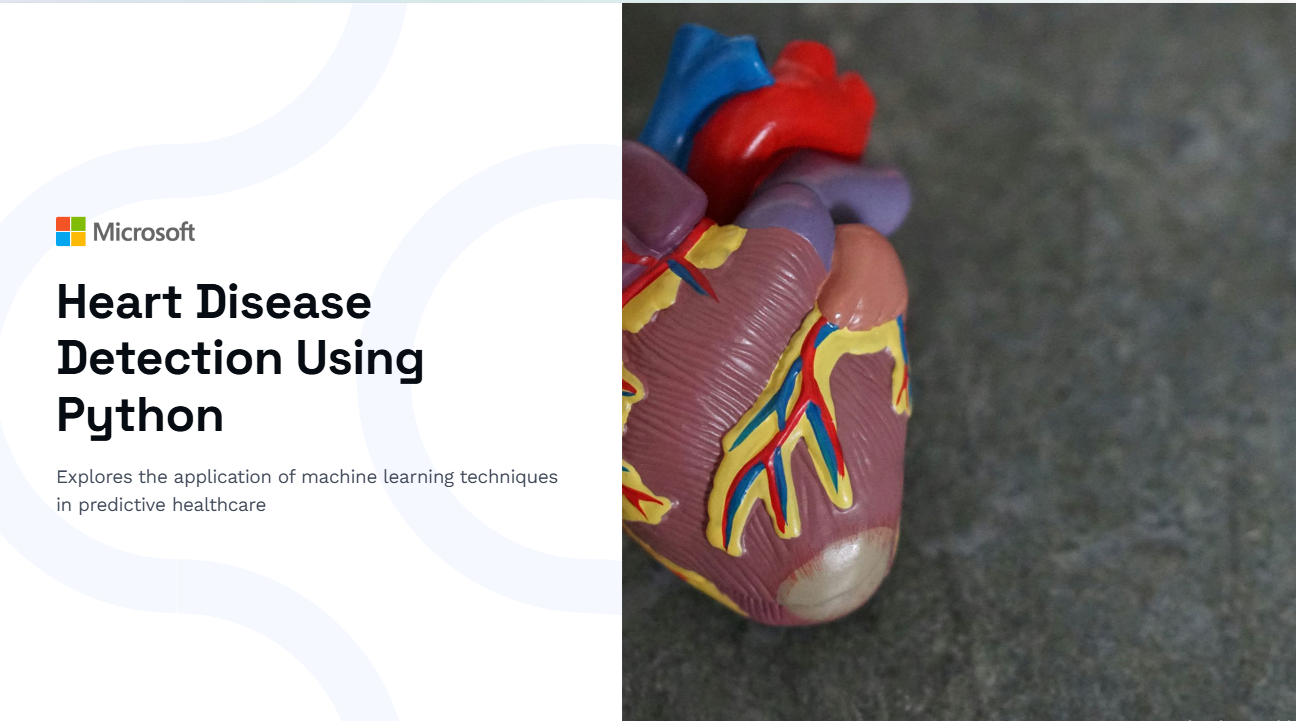 Microsoft
Heart Disease
Detection Using
Python
Explores the application of machine learning techniques
in predictive healthcare